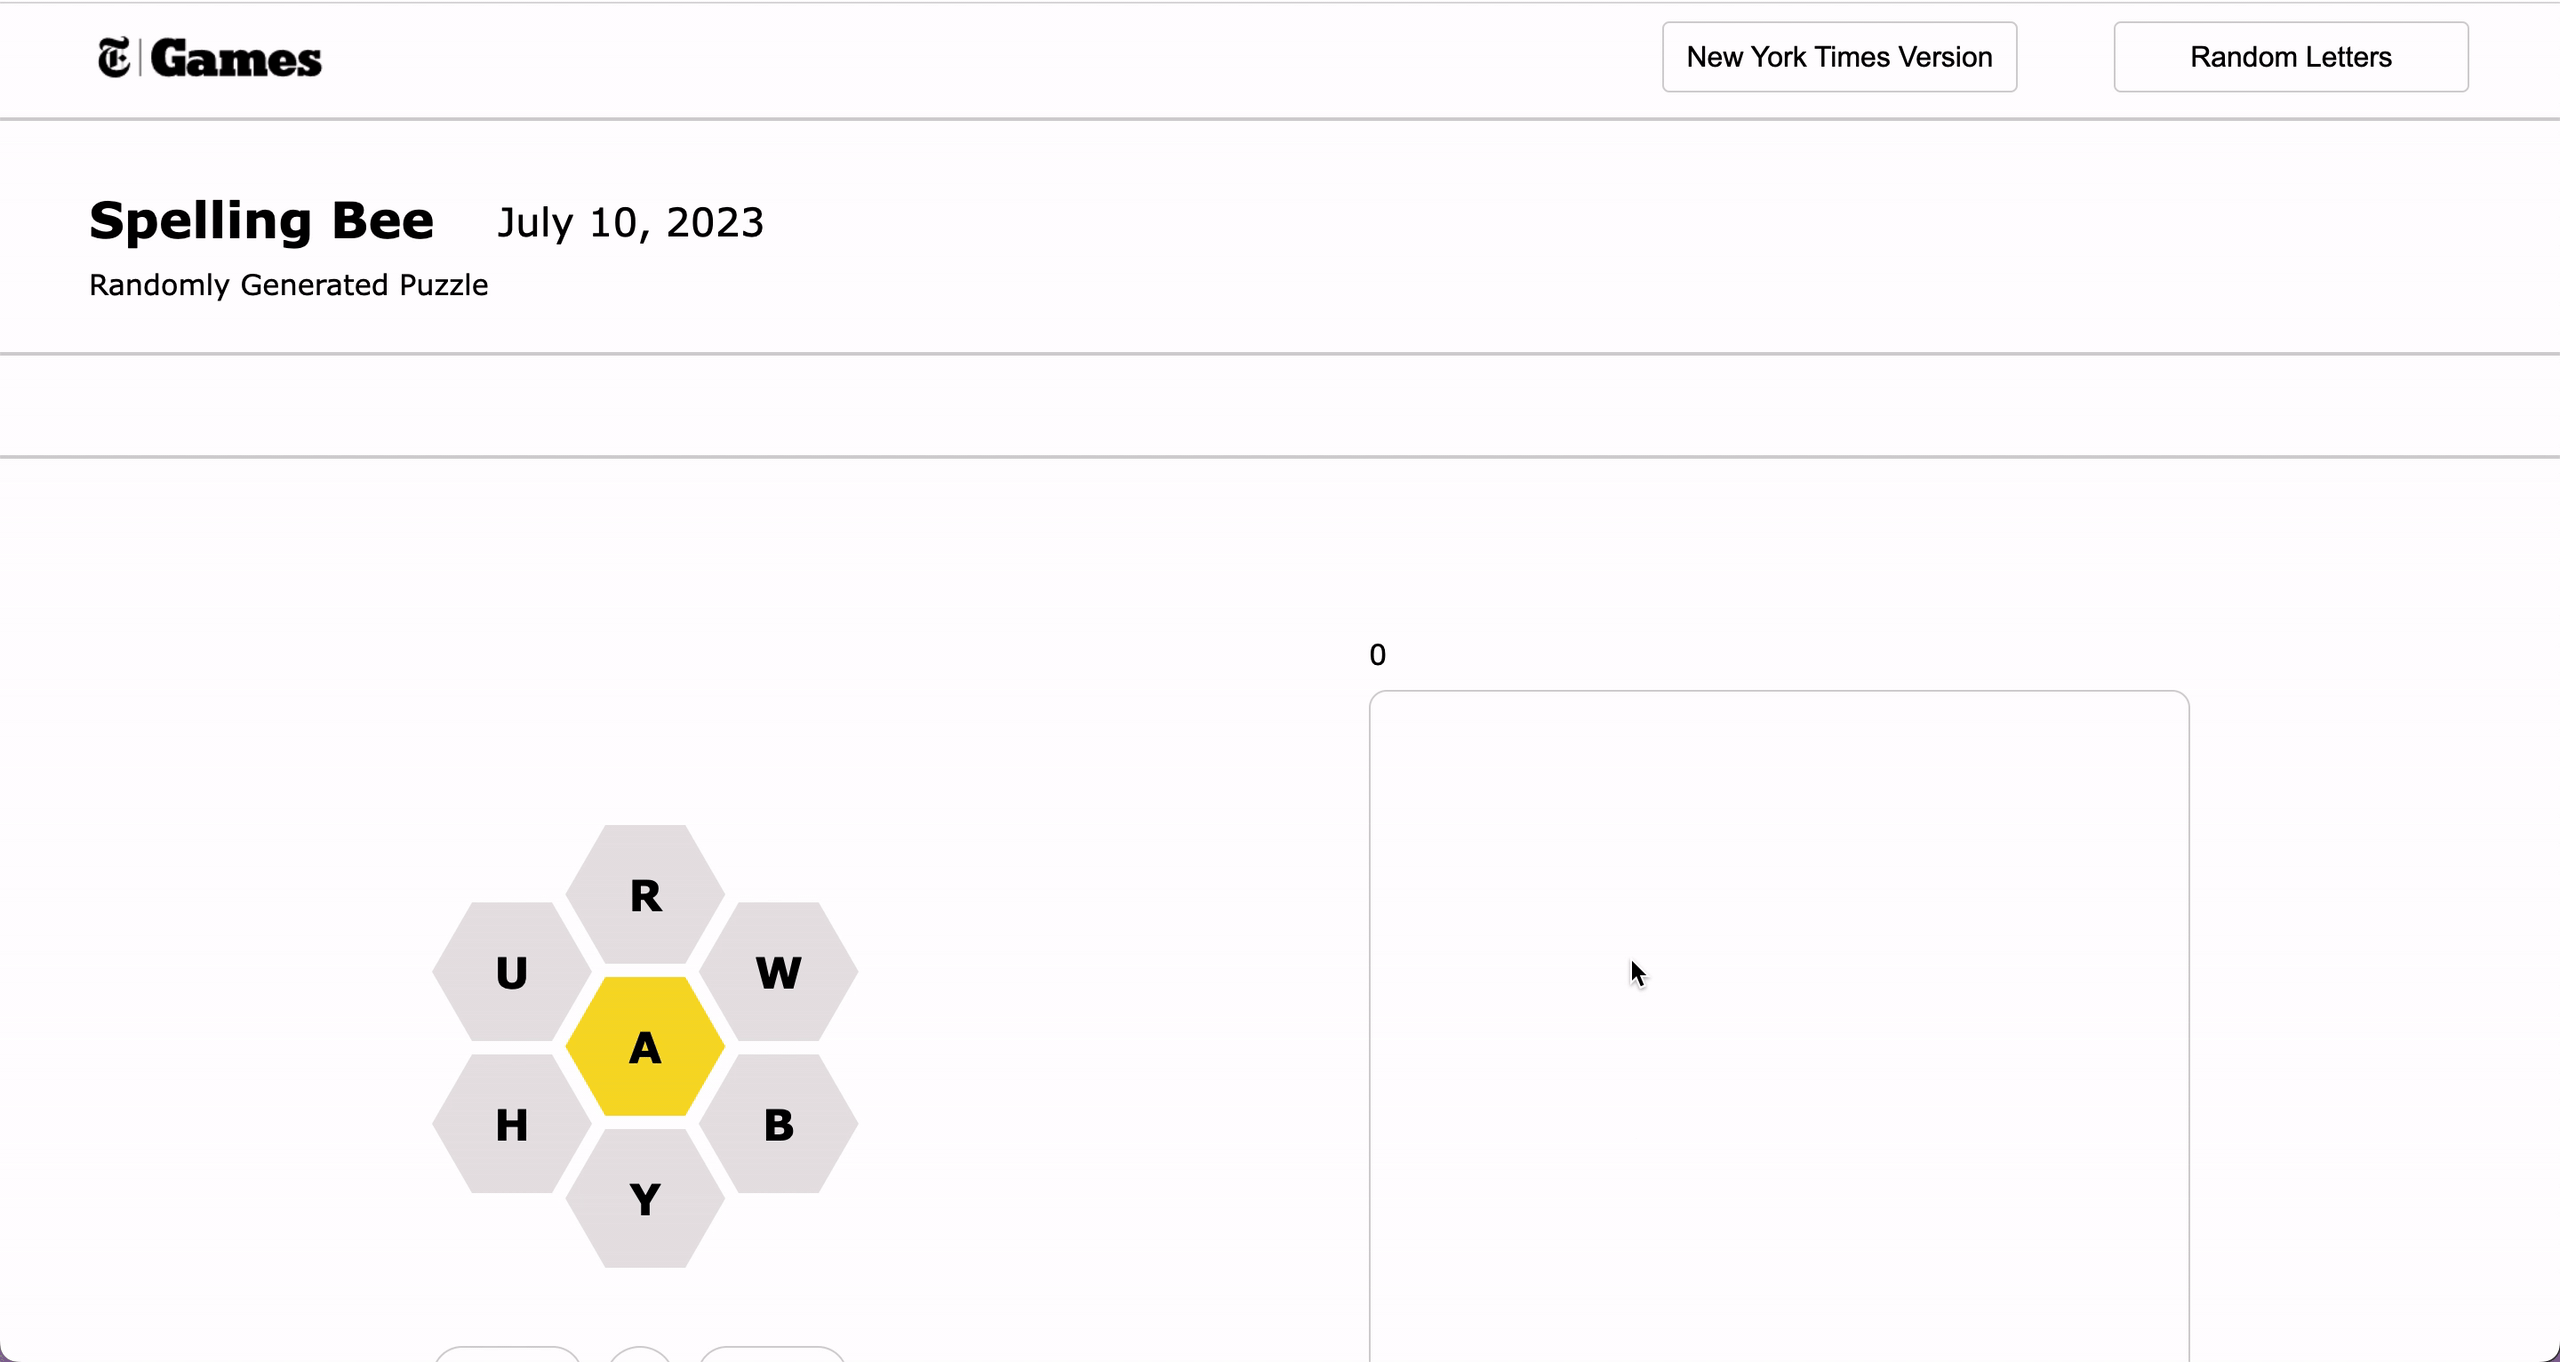 T Games
New York Times Version
Random Letters
Spelling Bee July 10, 2023
Randomly Generated Puzzle
0
R
U
W
A
H
B
Y